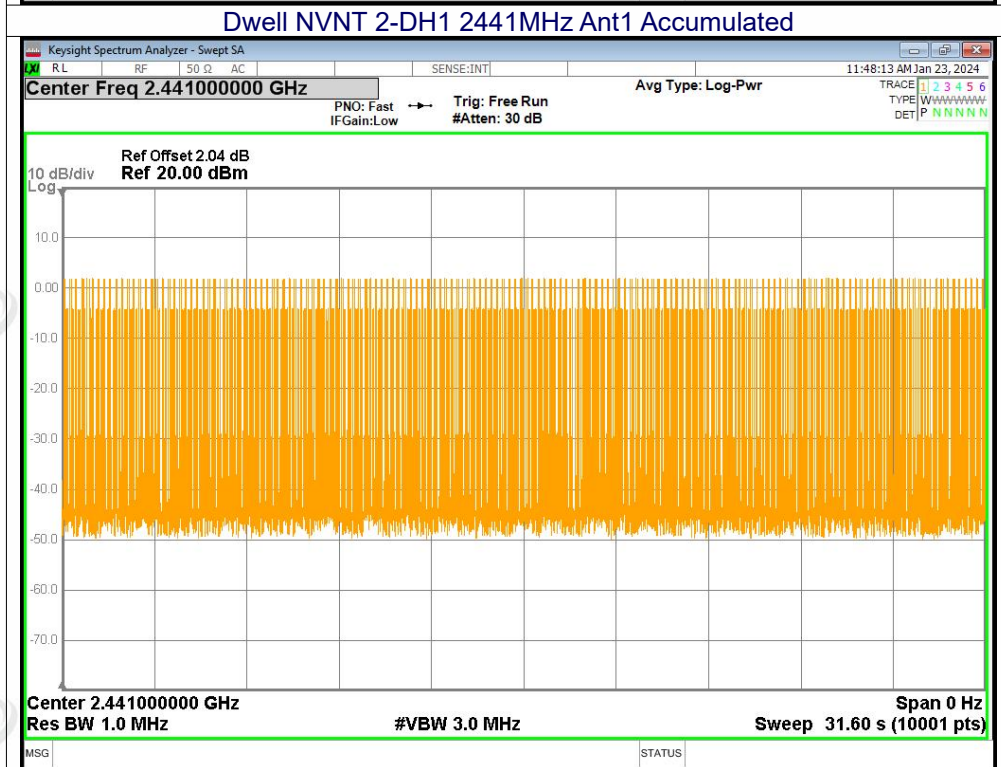 Dwell NVNT 2-DH1 2441MHz Ant1 Accumulated
Keysight Spectrum Analyzer - Swept SA
LXI RL RF 50 Ω AC SENSE:INT 11:48:13 AM Jan 23, 2024
Center Freq 2.441000000 GHz
PNO: Fast
IFGain:Low
Trig: Free Run
#Atten: 30 dB
Avg Type: Log-Pwr
TRACE 1 2 3 4 5 6
TYPE WWWWWWW
DET P N N N N N
Ref Offset 2.04 dB
10 dB/div Ref 20.00 dBm
Log
10.0
0.00
-10.0
-20.0
-30.0
-40.0
-50.0
-60.0
-70.0
Center 2.441000000 GHz Span 0 Hz
Res BW 1.0 MHz #VBW 3.0 MHz Sweep 31.60 s (10001 pts)
MSG STATUS